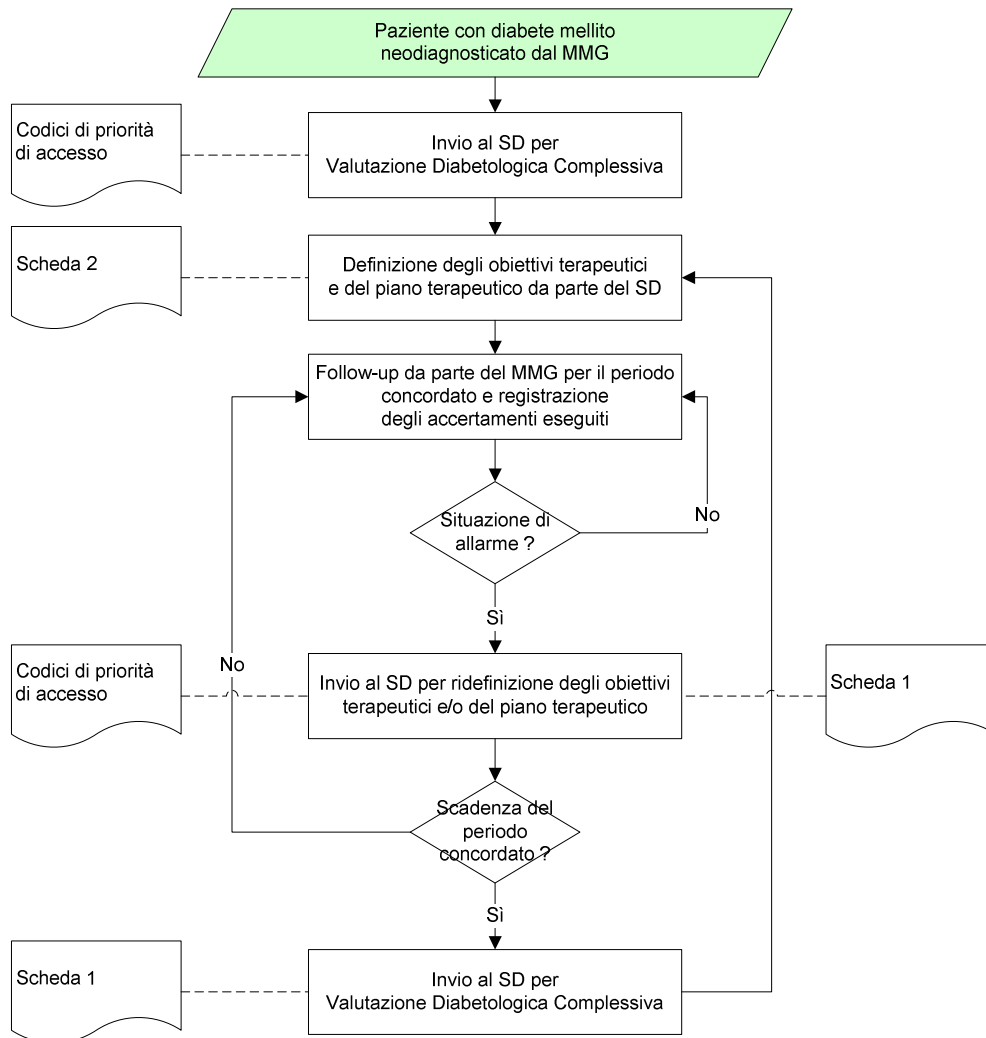 Paziente con diabete mellito
neodiagnosticato dal MMG
Codici di priorità
di accesso
Invio al SD per
Valutazione Diabetologica Complessiva
Scheda 2
Definizione degli obiettivi terapeutici
e del piano terapeutico da parte del SD
Follow-up da parte del MMG per il periodo
concordato e registrazione
degli accertamenti eseguiti
Situazione di
allarme ?
No
Sì
No
Codici di priorità
di accesso
Invio al SD per ridefinizione degli obiettivi
terapeutici e/o del piano terapeutico
Scheda 1
Scadenza del
periodo
concordato ?
Sì
Scheda 1
Invio al SD per
Valutazione Diabetologica Complessiva